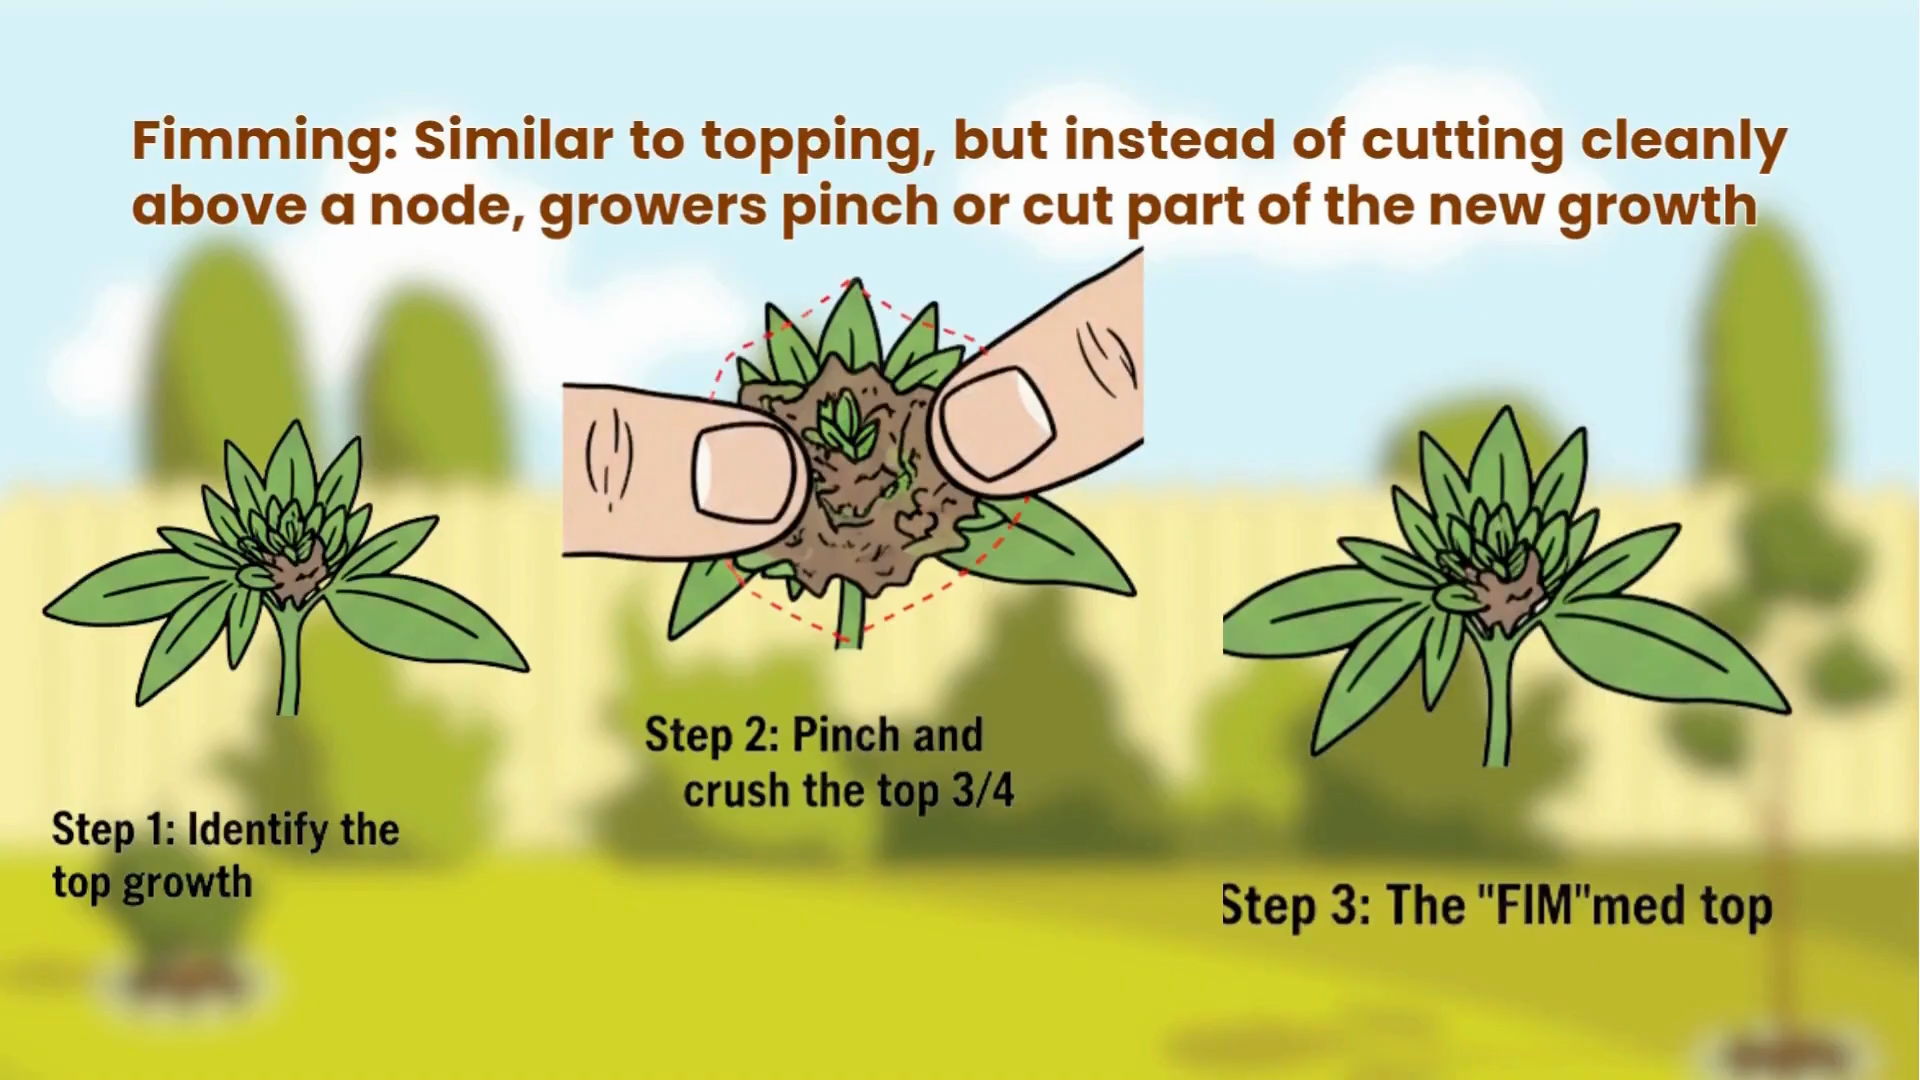 Fimming: Similar to topping, but instead of cutting cleanly
above a node, growers pinch or cut part of the new growth
Step 1: Identify the
top growth
Step 2: Pinch and
crush the top 3/4
Step 3: The "FIM"med top